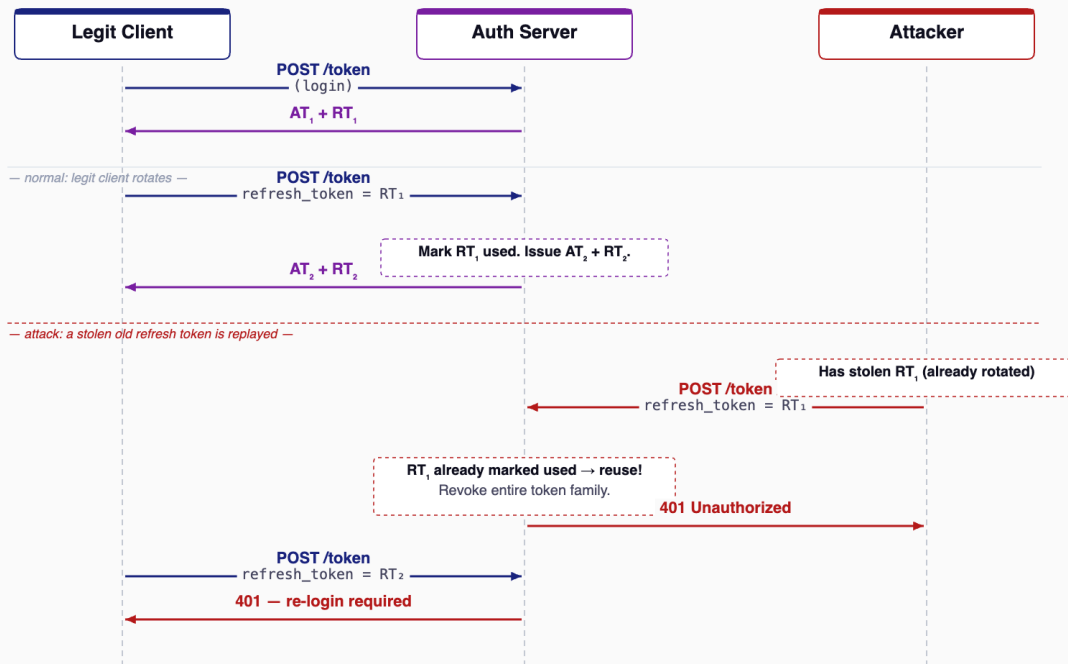 Legit Client
Auth Server
Attacker
POST /token
(login)
AT₁ + RT₁
— normal: legit client rotates —
POST /token
refresh_token = RT₁
Mark RT₁ used. Issue AT₂ + RT₂.
AT₂ + RT₂
— attack: a stolen old refresh token is replayed —
Has stolen RT₁ (already rotated)
POST /token
refresh_token = RT₁
RT₁ already marked used → reuse!
Revoke entire token family.
401 Unauthorized
POST /token
refresh_token = RT₂
401 — re-login required